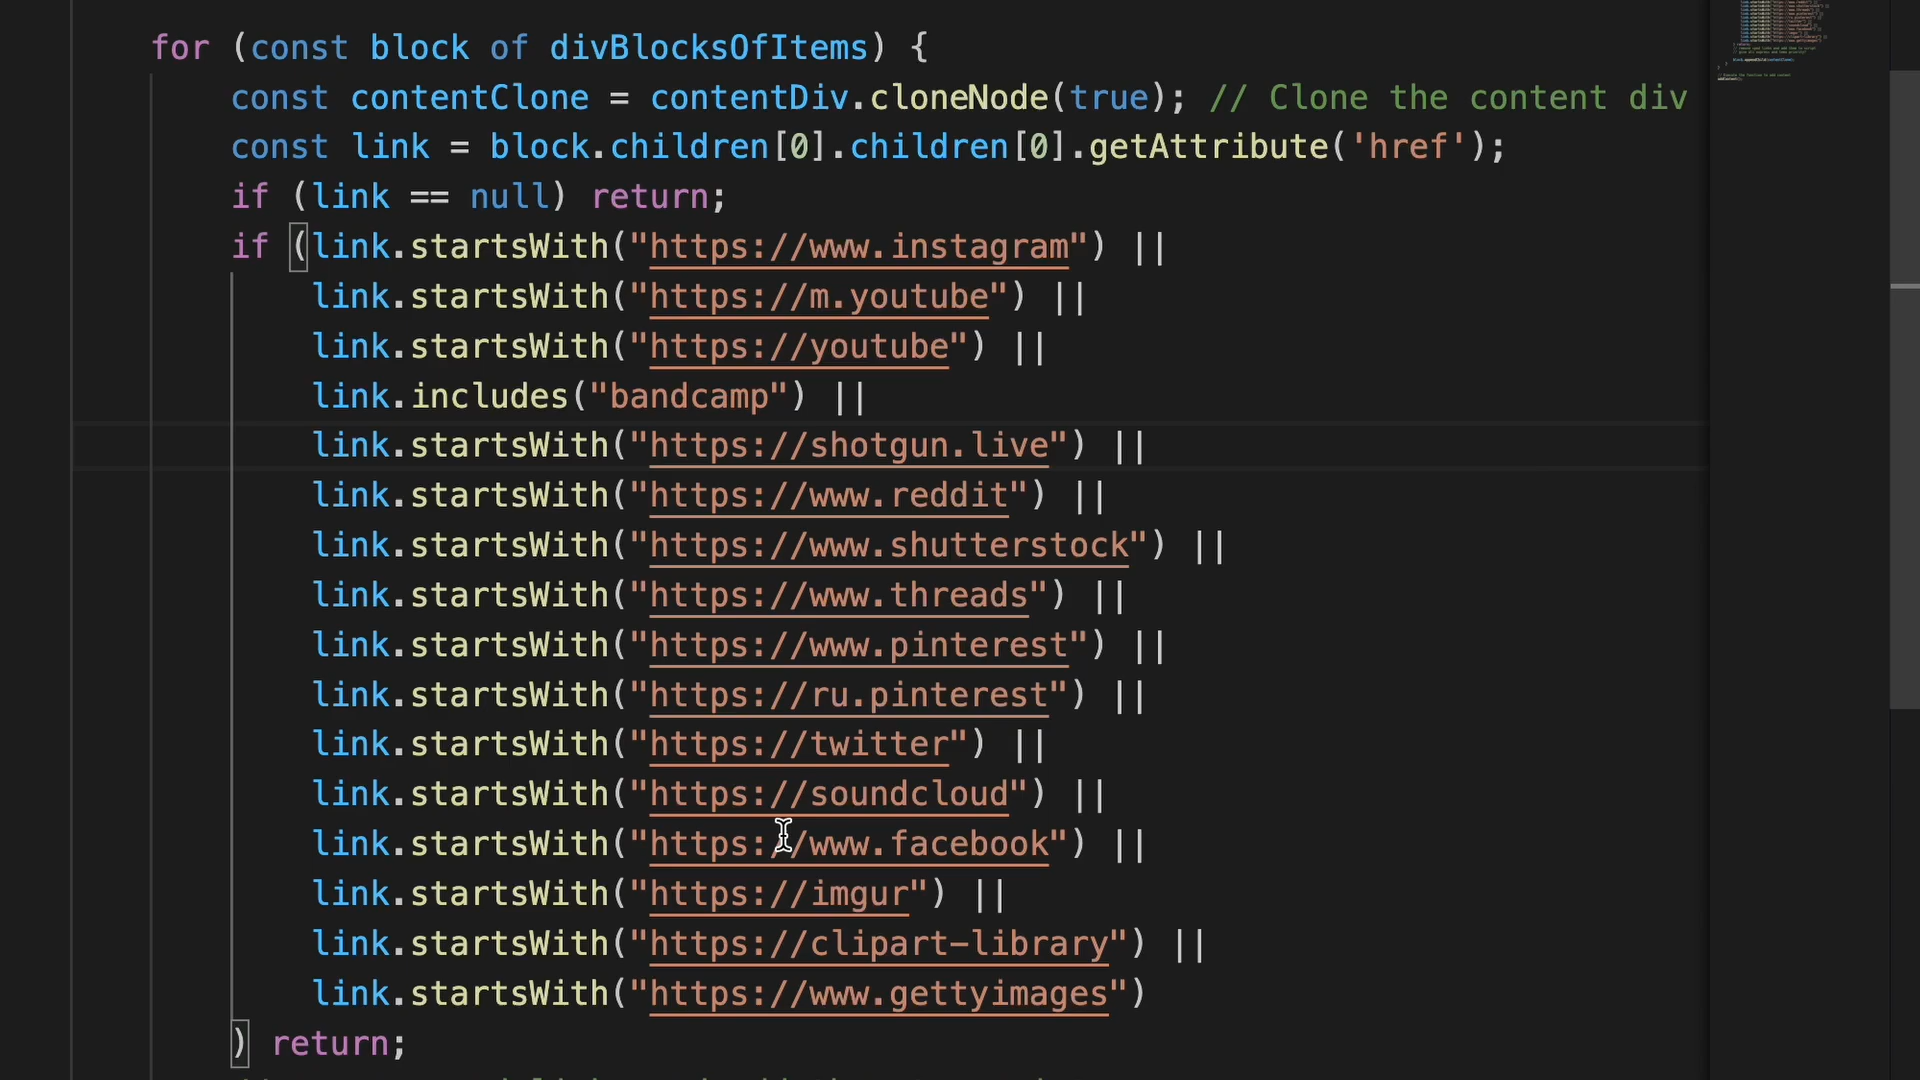 for (const block of divBlocksOfItems) {
const contentClone = contentDiv.cloneNode(true); // Clone the content div
const link = block.children[0].children[0].getAttribute('href');
if (link == null) return;
if (link.startsWith("https://www.instagram") ||
link.startsWith("https://m.youtube") ||
link.startsWith("https://youtube") ||
link.includes("bandcamp") ||
link.startsWith("https://shotgun.live") ||
link.startsWith("https://www.reddit") ||
link.startsWith("https://www.shutterstock") ||
link.startsWith("https://www.threads") ||
link.startsWith("https://www.pinterest") ||
link.startsWith("https://ru.pinterest") ||
link.startsWith("https://twitter") ||
link.startsWith("https://soundcloud") ||
link.startsWith("https://www.facebook") ||
link.startsWith("https://imgur") ||
link.startsWith("https://clipart-library") ||
link.startsWith("https://www.gettyimages")
) return;